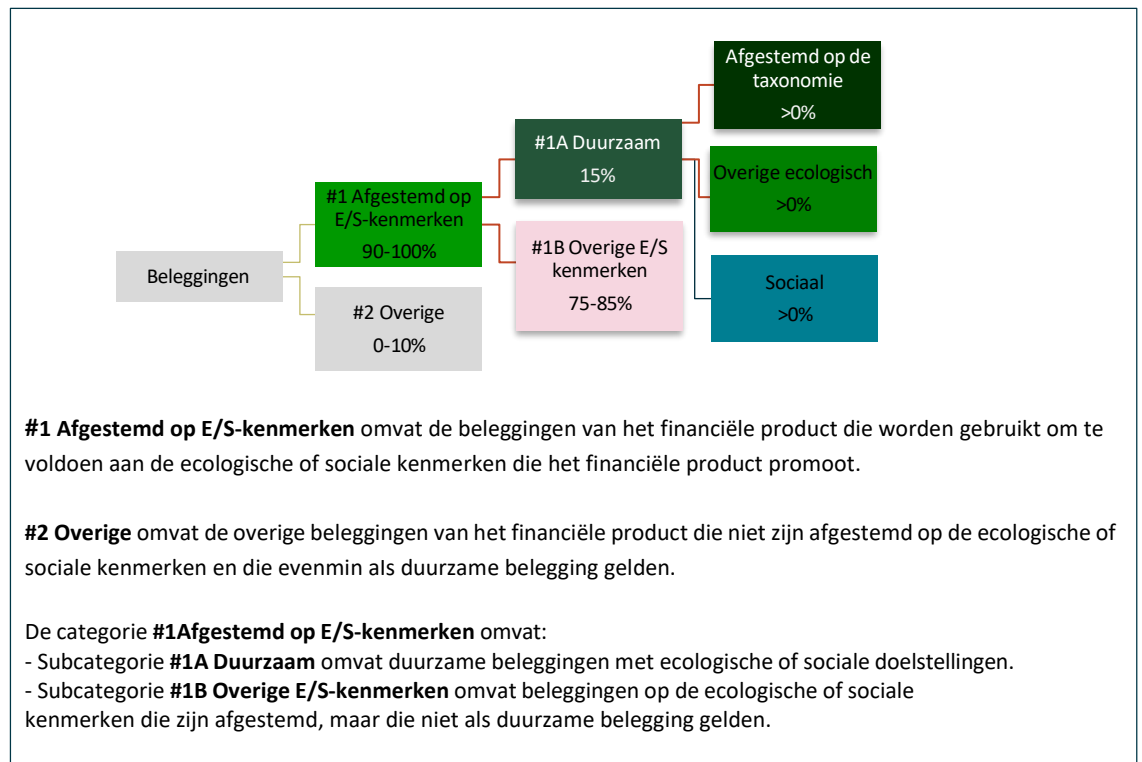 Afgestemd op de
taxonomie
>0%
#1A Duurzaam
15%
Overige ecologisch
>0%
#1 Afgestemd op
E/S-kenmerken
90-100%
#1B Overige E/S
kenmerken
75-85%
Beleggingen
Sociaal
>0%
#2 Overige
0-10%
#1 Afgestemd op E/S-kenmerken omvat de beleggingen van het financiële product die worden gebruikt om te
voldoen aan de ecologische of sociale kenmerken die het financiële product promoot.
#2 Overige omvat de overige beleggingen van het financiële product die niet zijn afgestemd op de ecologische of
sociale kenmerken en die evenmin als duurzame belegging gelden.
De categorie #1Afgestemd op E/S-kenmerken omvat:
- Subcategorie #1A Duurzaam omvat duurzame beleggingen met ecologische of sociale doelstellingen.
- Subcategorie #1B Overige E/S-kenmerken omvat beleggingen op de ecologische of sociale
kenmerken die zijn afgestemd, maar die niet als duurzame belegging gelden.